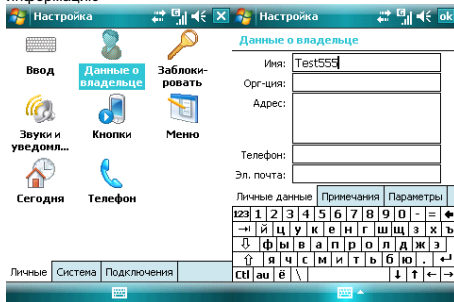 Настройка
Ввод
Данные о владельце
Заблоки-
ровать
Звуки и
уведомл...
Кнопки
Меню
Сегодня
Телефон
Личные Система Подключения
Настройка ok
Данные о владельце
Имя: Test555
Орг-ция:
Адрес:
Телефон:
Эл. почта:
Личные данные Примечания Параметры
123 1 2 3 4 5 6 7 8 9 0 - =
й ц у к е н г ш щ з х ъ
ф ы в а п р о л д ж э
я ч с м и т ь б ю .
Ctl au ё \